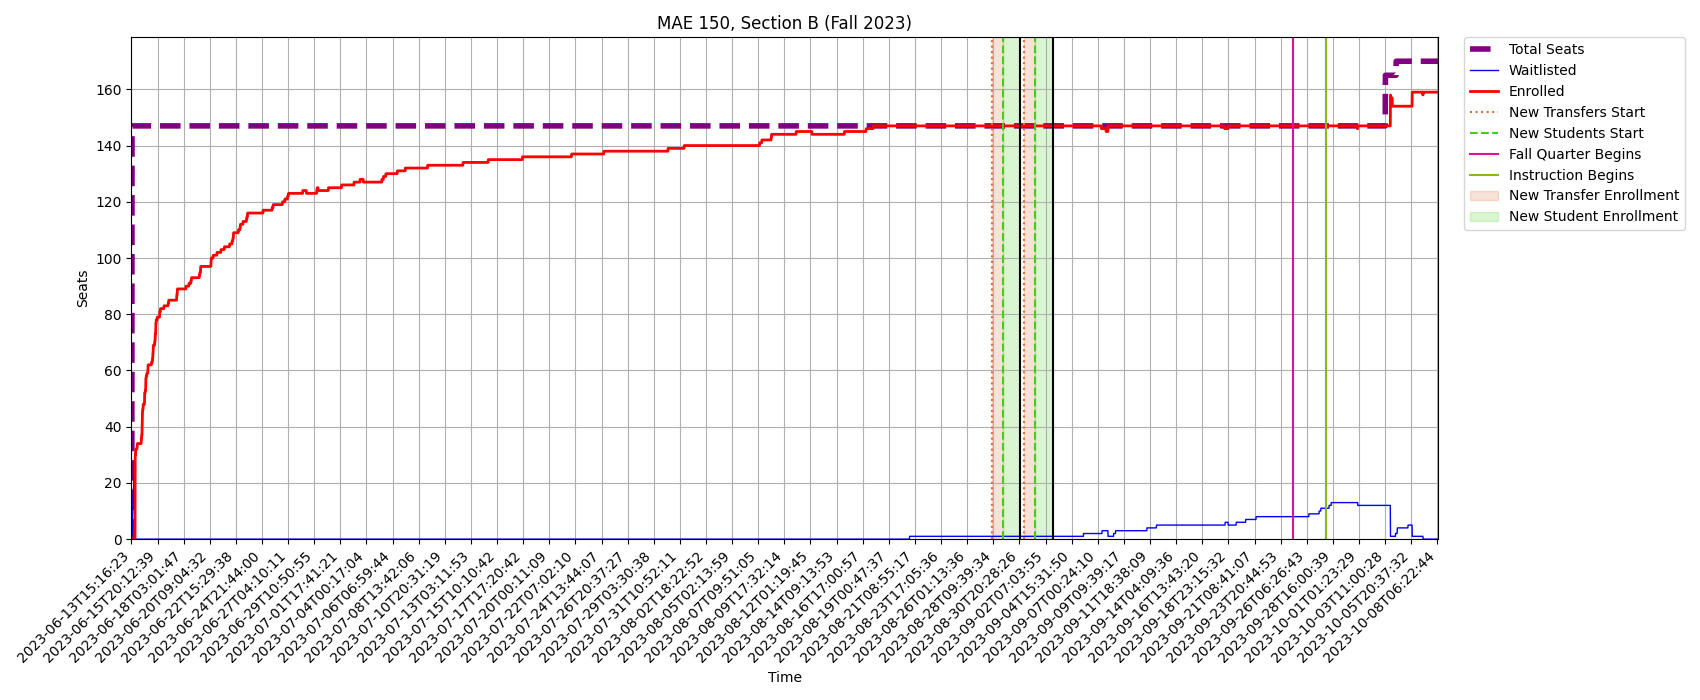 MAE 150, Section B (Fall 2023)
Total Seats
Waitlisted
Enrolled
New Transfers Start
New Students Start
Fall Quarter Begins
Instruction Begins
New Transfer Enrollment
New Student Enrollment
Seats
160
140
120
100
80
60
40
20
0
2023-06-13T15:16:23
2023-06-15T20:12:39
2023-06-18T03:01:47
2023-06-20T09:04:32
2023-06-22T15:29:38
2023-06-24T21:44:00
2023-06-27T04:10:11
2023-06-29T10:50:55
2023-07-01T17:41:21
2023-07-04T00:17:04
2023-07-06T06:59:44
2023-07-08T13:42:06
2023-07-10T20:31:19
2023-07-13T03:11:53
2023-07-15T10:10:42
2023-07-17T17:20:42
2023-07-20T00:11:09
2023-07-22T07:02:10
2023-07-24T13:44:07
2023-07-26T20:37:27
2023-07-29T03:30:38
2023-07-31T10:52:11
2023-08-02T18:22:52
2023-08-05T02:13:59
2023-08-07T09:51:05
2023-08-09T17:32:14
2023-08-12T01:19:45
2023-08-14T09:13:53
2023-08-16T17:00:57
2023-08-19T00:47:37
2023-08-21T08:55:17
2023-08-23T17:05:36
2023-08-26T01:13:36
2023-08-28T09:39:34
2023-08-30T20:28:26
2023-09-02T07:03:55
2023-09-04T15:31:50
2023-09-07T00:24:10
2023-09-09T09:39:17
2023-09-11T18:38:09
2023-09-14T04:09:36
2023-09-16T13:43:20
2023-09-18T23:15:32
2023-09-21T08:41:07
2023-09-23T20:44:53
2023-09-26T06:26:43
2023-09-28T16:00:39
2023-10-01T01:23:29
2023-10-03T11:00:28
2023-10-05T20:37:32
2023-10-08T06:22:44
Time